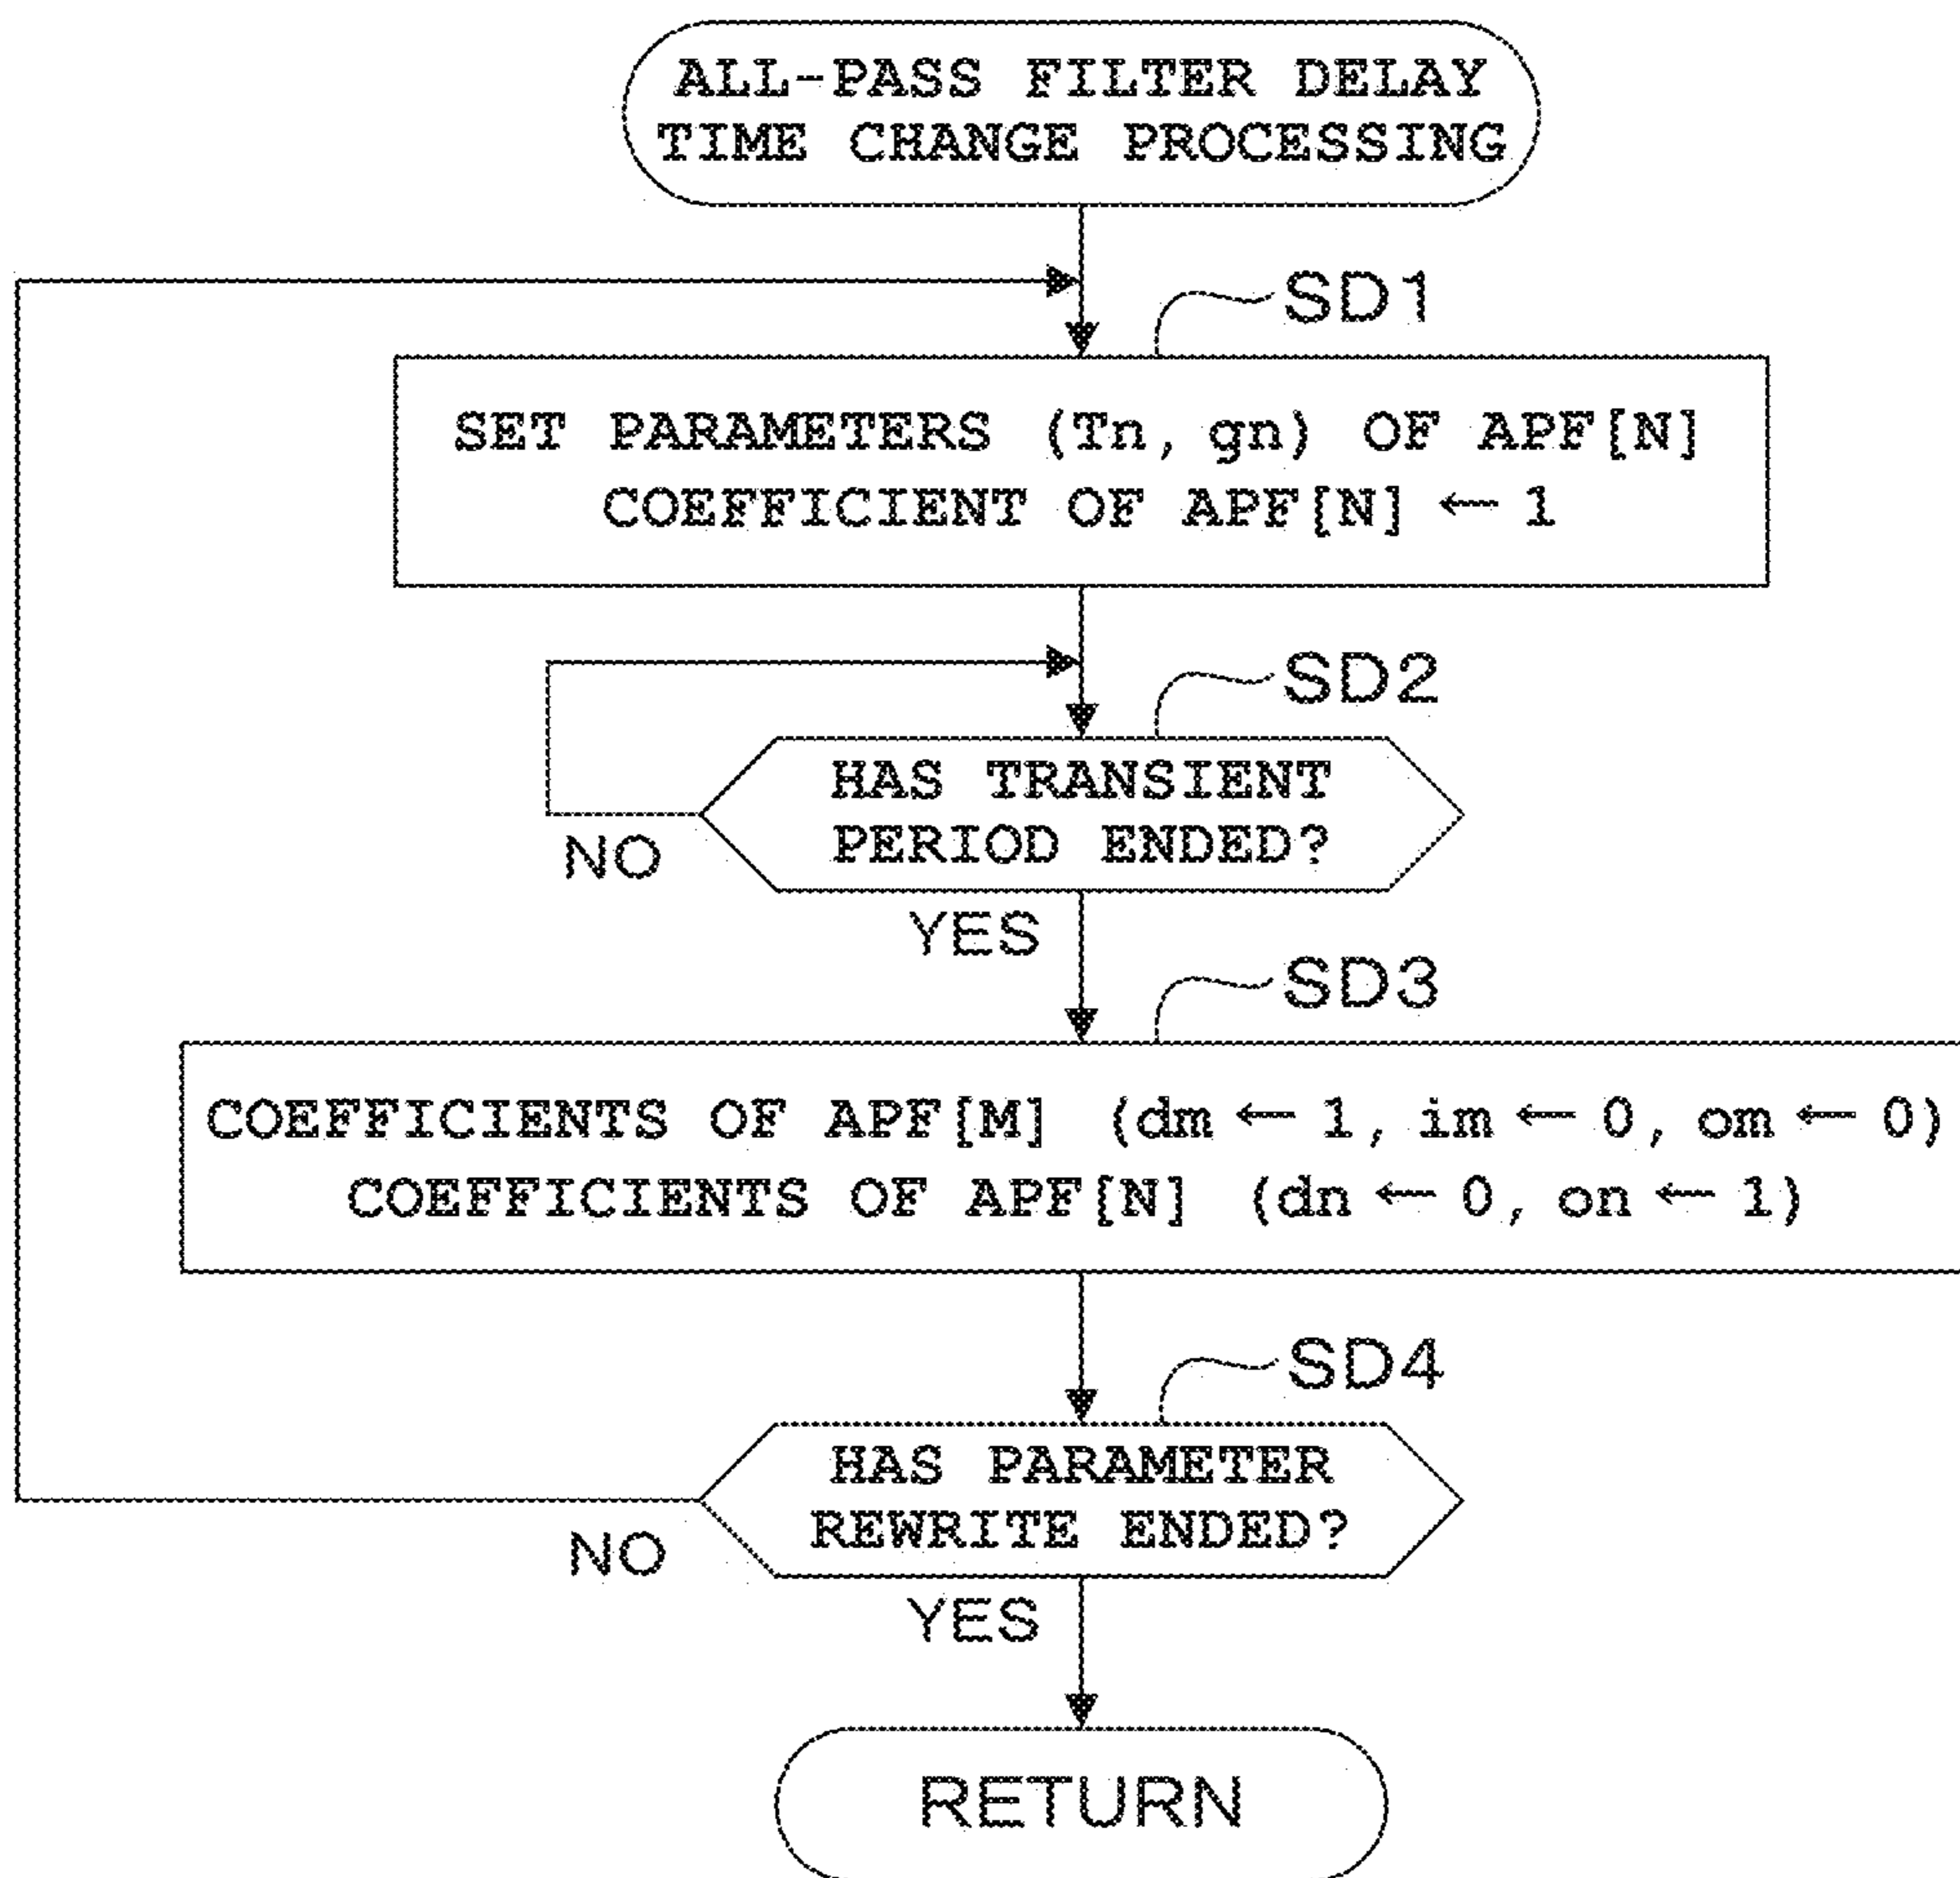 ALL-PASS FILTER DELAY
TIME CHANGE PROCESSING
SD1
SET PARAMETERS (Tn, gn) OF APF[N]
COEFFICIENT OF APF[N] ← 1
SD2
HAS TRANSIENT
PERIOD ENDED?
NO
YES
SD3
COEFFICIENTS OF APF[M] (dm ← 1, im ← 0, om ← 0)
COEFFICIENTS OF APF[N] (dn ← 0, on ← 1)
SD4
HAS PARAMETER
REWRITE ENDED?
NO
YES
RETURN